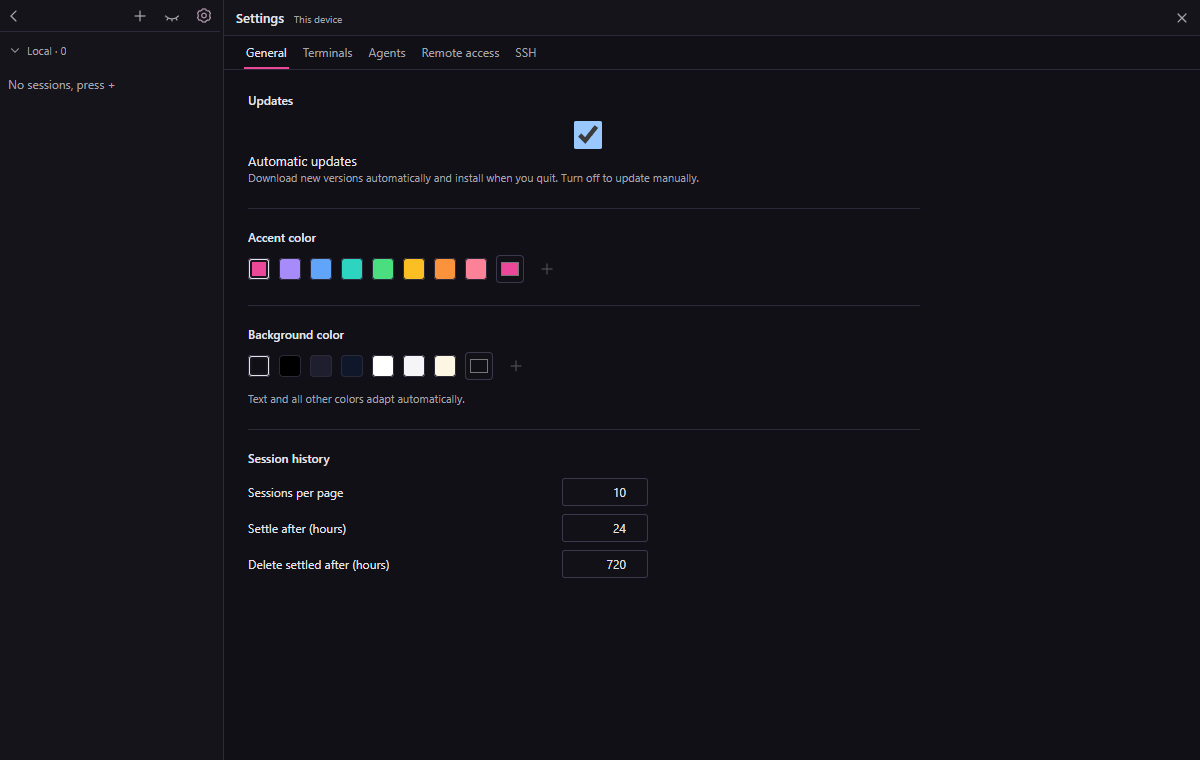 Settings This device
Local · 0
No sessions, press +
General Terminals Agents Remote access SSH
Updates
Automatic updates
Download new versions automatically and install when you quit. Turn off to update manually.
Accent color
Background color
Text and all other colors adapt automatically.
Session history
Sessions per page 10
Settle after (hours) 24
Delete settled after (hours) 720